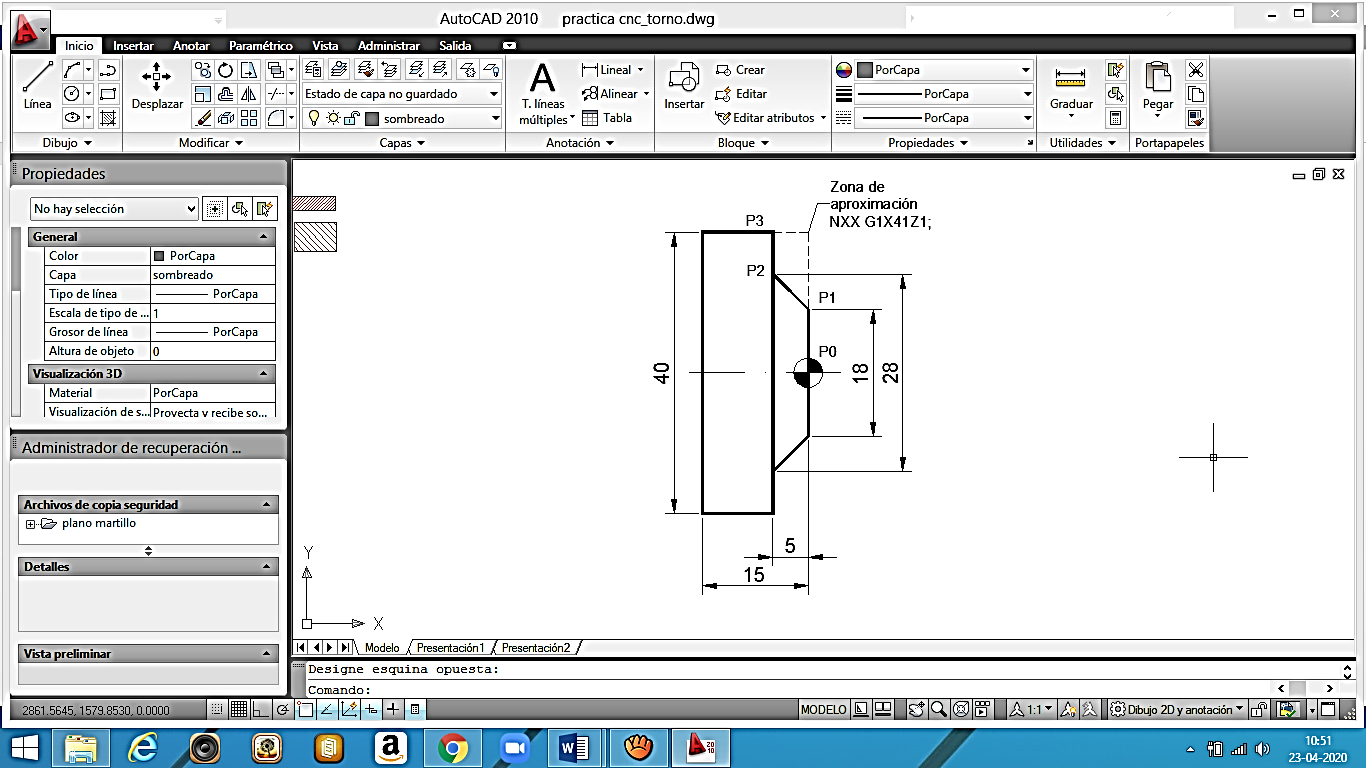 AutoCAD 2010 practica cnc_torno.dwg
Inicio Insertar Anotar Paramétrico Vista Administrar Salida
Línea
Desplazar
Estado de capa no guardado
sombreado
A
T. líneas
múltiples
Lineal
Alinear
Tabla
Insertar
Crear
Editar
Editar atributos
PorCapa
PorCapa
PorCapa
Graduar
Pegar
Dibujo Modificar Capas Anotación Bloque Propiedades Utilidades Portapapeles
Propiedades
No hay selección
General
Color PorCapa
Capa sombreado
Tipo de línea PorCapa
Escala de tipo de ... 1
Grosor de línea PorCapa
Altura de objeto 0
Visualización 3D
Material PorCapa
Visualización de s... Proyecta y recibe so...
Administrador de recuperación ...
Archivos de copia seguridad
plano martillo
Detalles
Vista preliminar
Zona de
aproximación
NXX G1X41Z1;
P3
P2
P1
P0
40
18
28
5
15
Y
X
Modelo Presentación1 Presentación2
Designe esquina opuesta:
Comando:
2861.5645, 1579.8530, 0.0000
MODELO
1:1
Dibujo 2D y anotación
10:51
23-04-2020